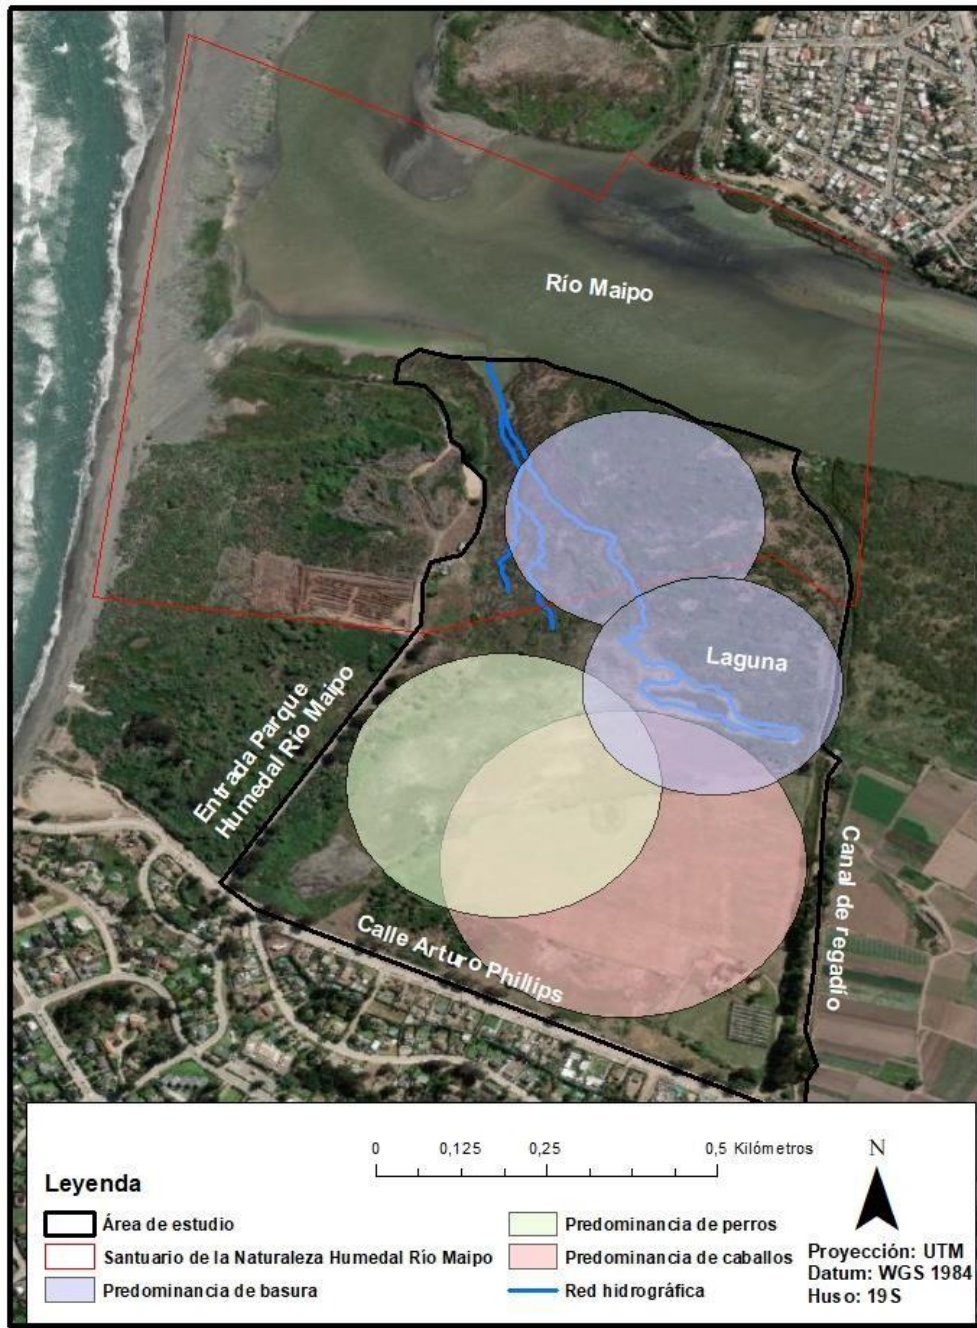 Río Maipo
Laguna
Entrada Parque
Humedal Río Maipo
Canal de regadío
Calle Arturo Phillips
0 0,125 0,25 0,5 Kilómetros
N
Leyenda
Área de estudio
Santuario de la Naturaleza Humedal Río Maipo
Predominancia de basura
Predominancia de perros
Predominancia de caballos
Red hidrográfica
Proyección: UTM
Datum: WGS 1984
Huso: 19S